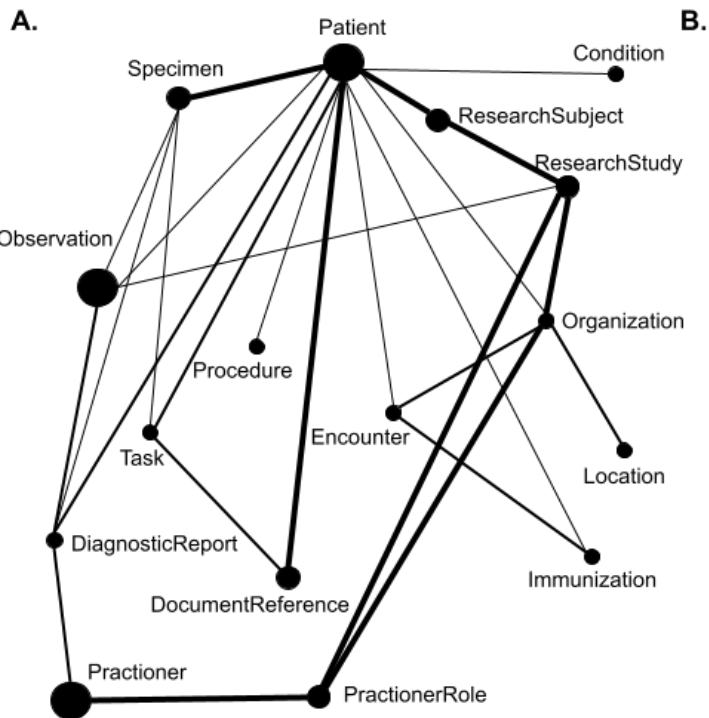 A.
B.
Patient
Condition
Specimen
ResearchSubject
ResearchStudy
Observation
Organization
Procedure
Encounter
Task
Location
DiagnosticReport
Immunization
DocumentReference
Practioner
PractionerRole